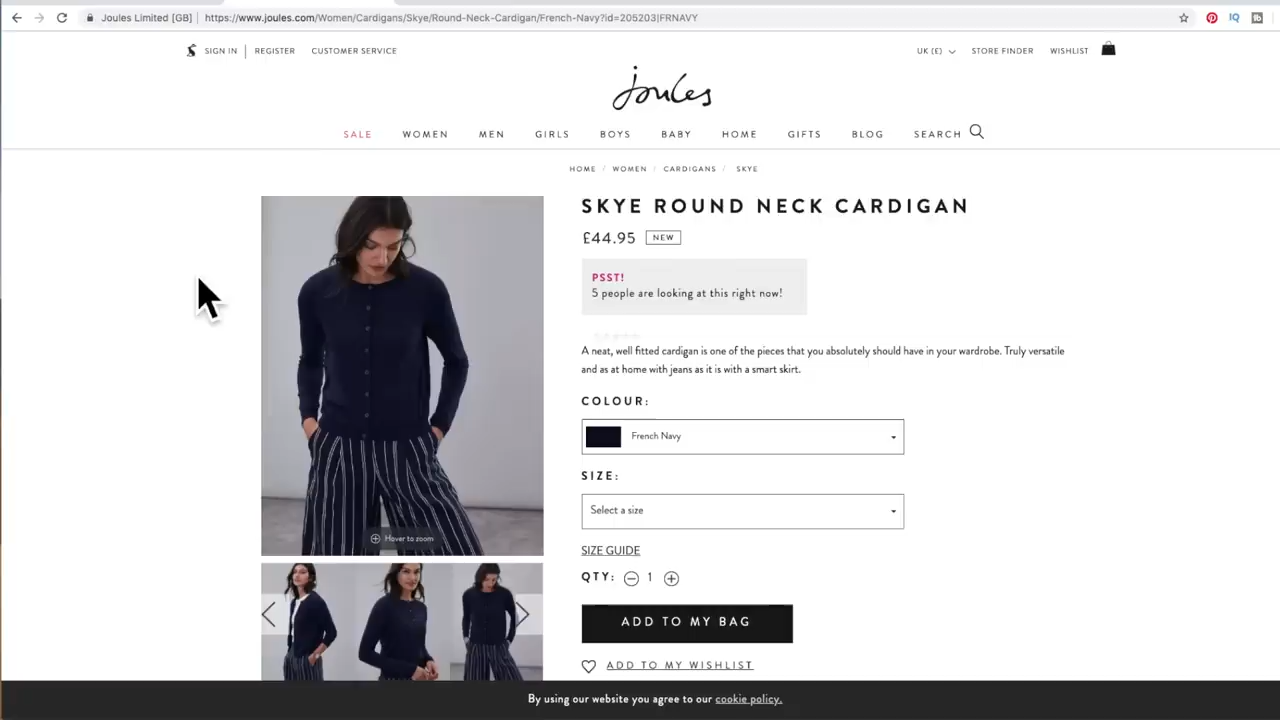 Joules Limited [GB] | https://www.joules.com/Women/Cardigans/Skye/Round-Neck-Cardigan/French-Navy?id=205203|FRNAVY
SIGN IN | REGISTER CUSTOMER SERVICE
UK (£) STORE FINDER WISHLIST
Joules
SALE WOMEN MEN GIRLS BOYS BABY HOME GIFTS BLOG SEARCH
HOME / WOMEN / CARDIGANS / SKYE
SKYE ROUND NECK CARDIGAN
£44.95 NEW
PSST!
5 people are looking at this right now!
A neat, well fitted cardigan is one of the pieces that you absolutely should have in your wardrobe. Truly versatile
and as at home with jeans as it is with a smart skirt.
COLOUR:
French Navy
SIZE:
Select a size
Hover to zoom
SIZE GUIDE
QTY: 1
ADD TO MY BAG
ADD TO MY WISHLIST
By using our website you agree to our cookie policy.